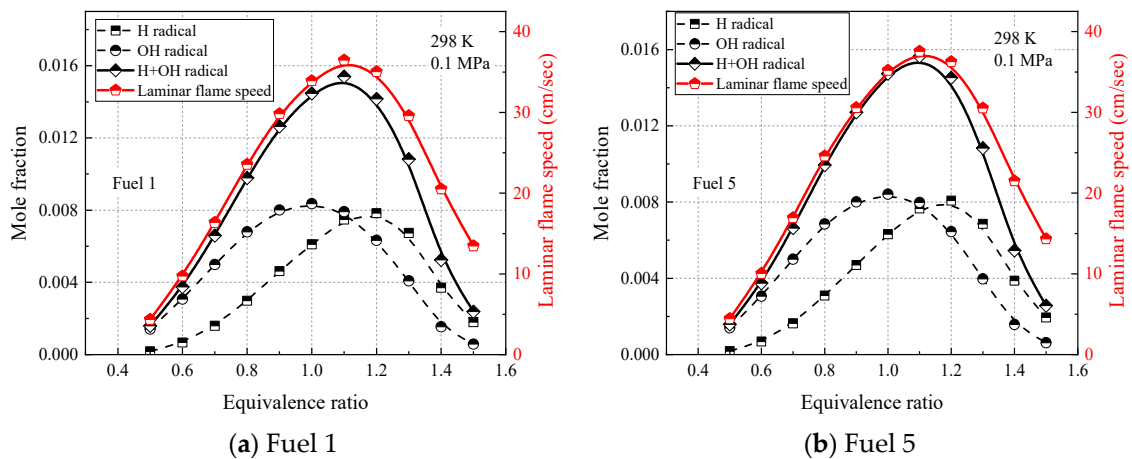 H radical
OH radical
H+OH radical
Laminar flame speed
298 K
0.1 MPa
Fuel 1
0.000
0.004
0.008
0.012
0.016
Mole fraction
0
10
20
30
40
Laminar flame speed (cm/sec)
0.4 0.6 0.8 1.0 1.2 1.4 1.6
Equivalence ratio
(a) Fuel 1
H radical
OH radical
H+OH radical
Laminar flame speed
298 K
0.1 MPa
Fuel 5
0.000
0.004
0.008
0.012
0.016
Mole fraction
0
10
20
30
40
Laminar flame speed (cm/sec)
0.4 0.6 0.8 1.0 1.2 1.4 1.6
Equivalence ratio
(b) Fuel 5